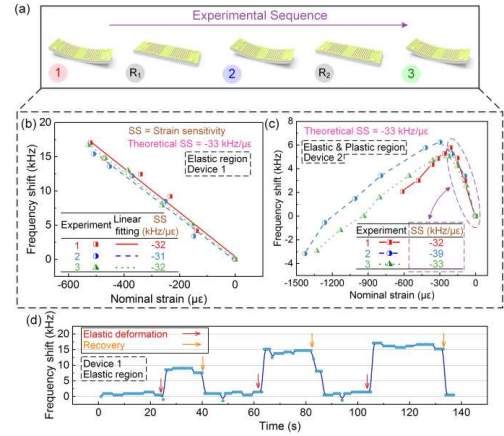 (a)
Experimental Sequence
1
R1
2
R2
3
(b)
SS = Strain sensitivity
Theoretical SS = -33 kHz/με
Elastic region
Device 1
Frequency shift (kHz)
20
15
10
5
0
Experiment Linear fitting SS (kHz/με)
1 -32
2 -31
3 -32
-600 -400 -200 0
Nominal strain (με)
(c)
Theoretical SS = -33 kHz/με
Elastic & Plastic region
Device 2
Frequency shift (kHz)
8
6
4
2
0
-2
-4
Experiment SS (kHz/με)
1 -32
2 -39
3 -33
-1500 -1200 -900 -600 -300 0
Nominal strain (με)
(d)
Elastic deformation
Recovery
Device 1
Elastic region
Frequency shift (kHz)
20
15
10
5
0
0 20 40 60 80 100 120 140
Time (s)